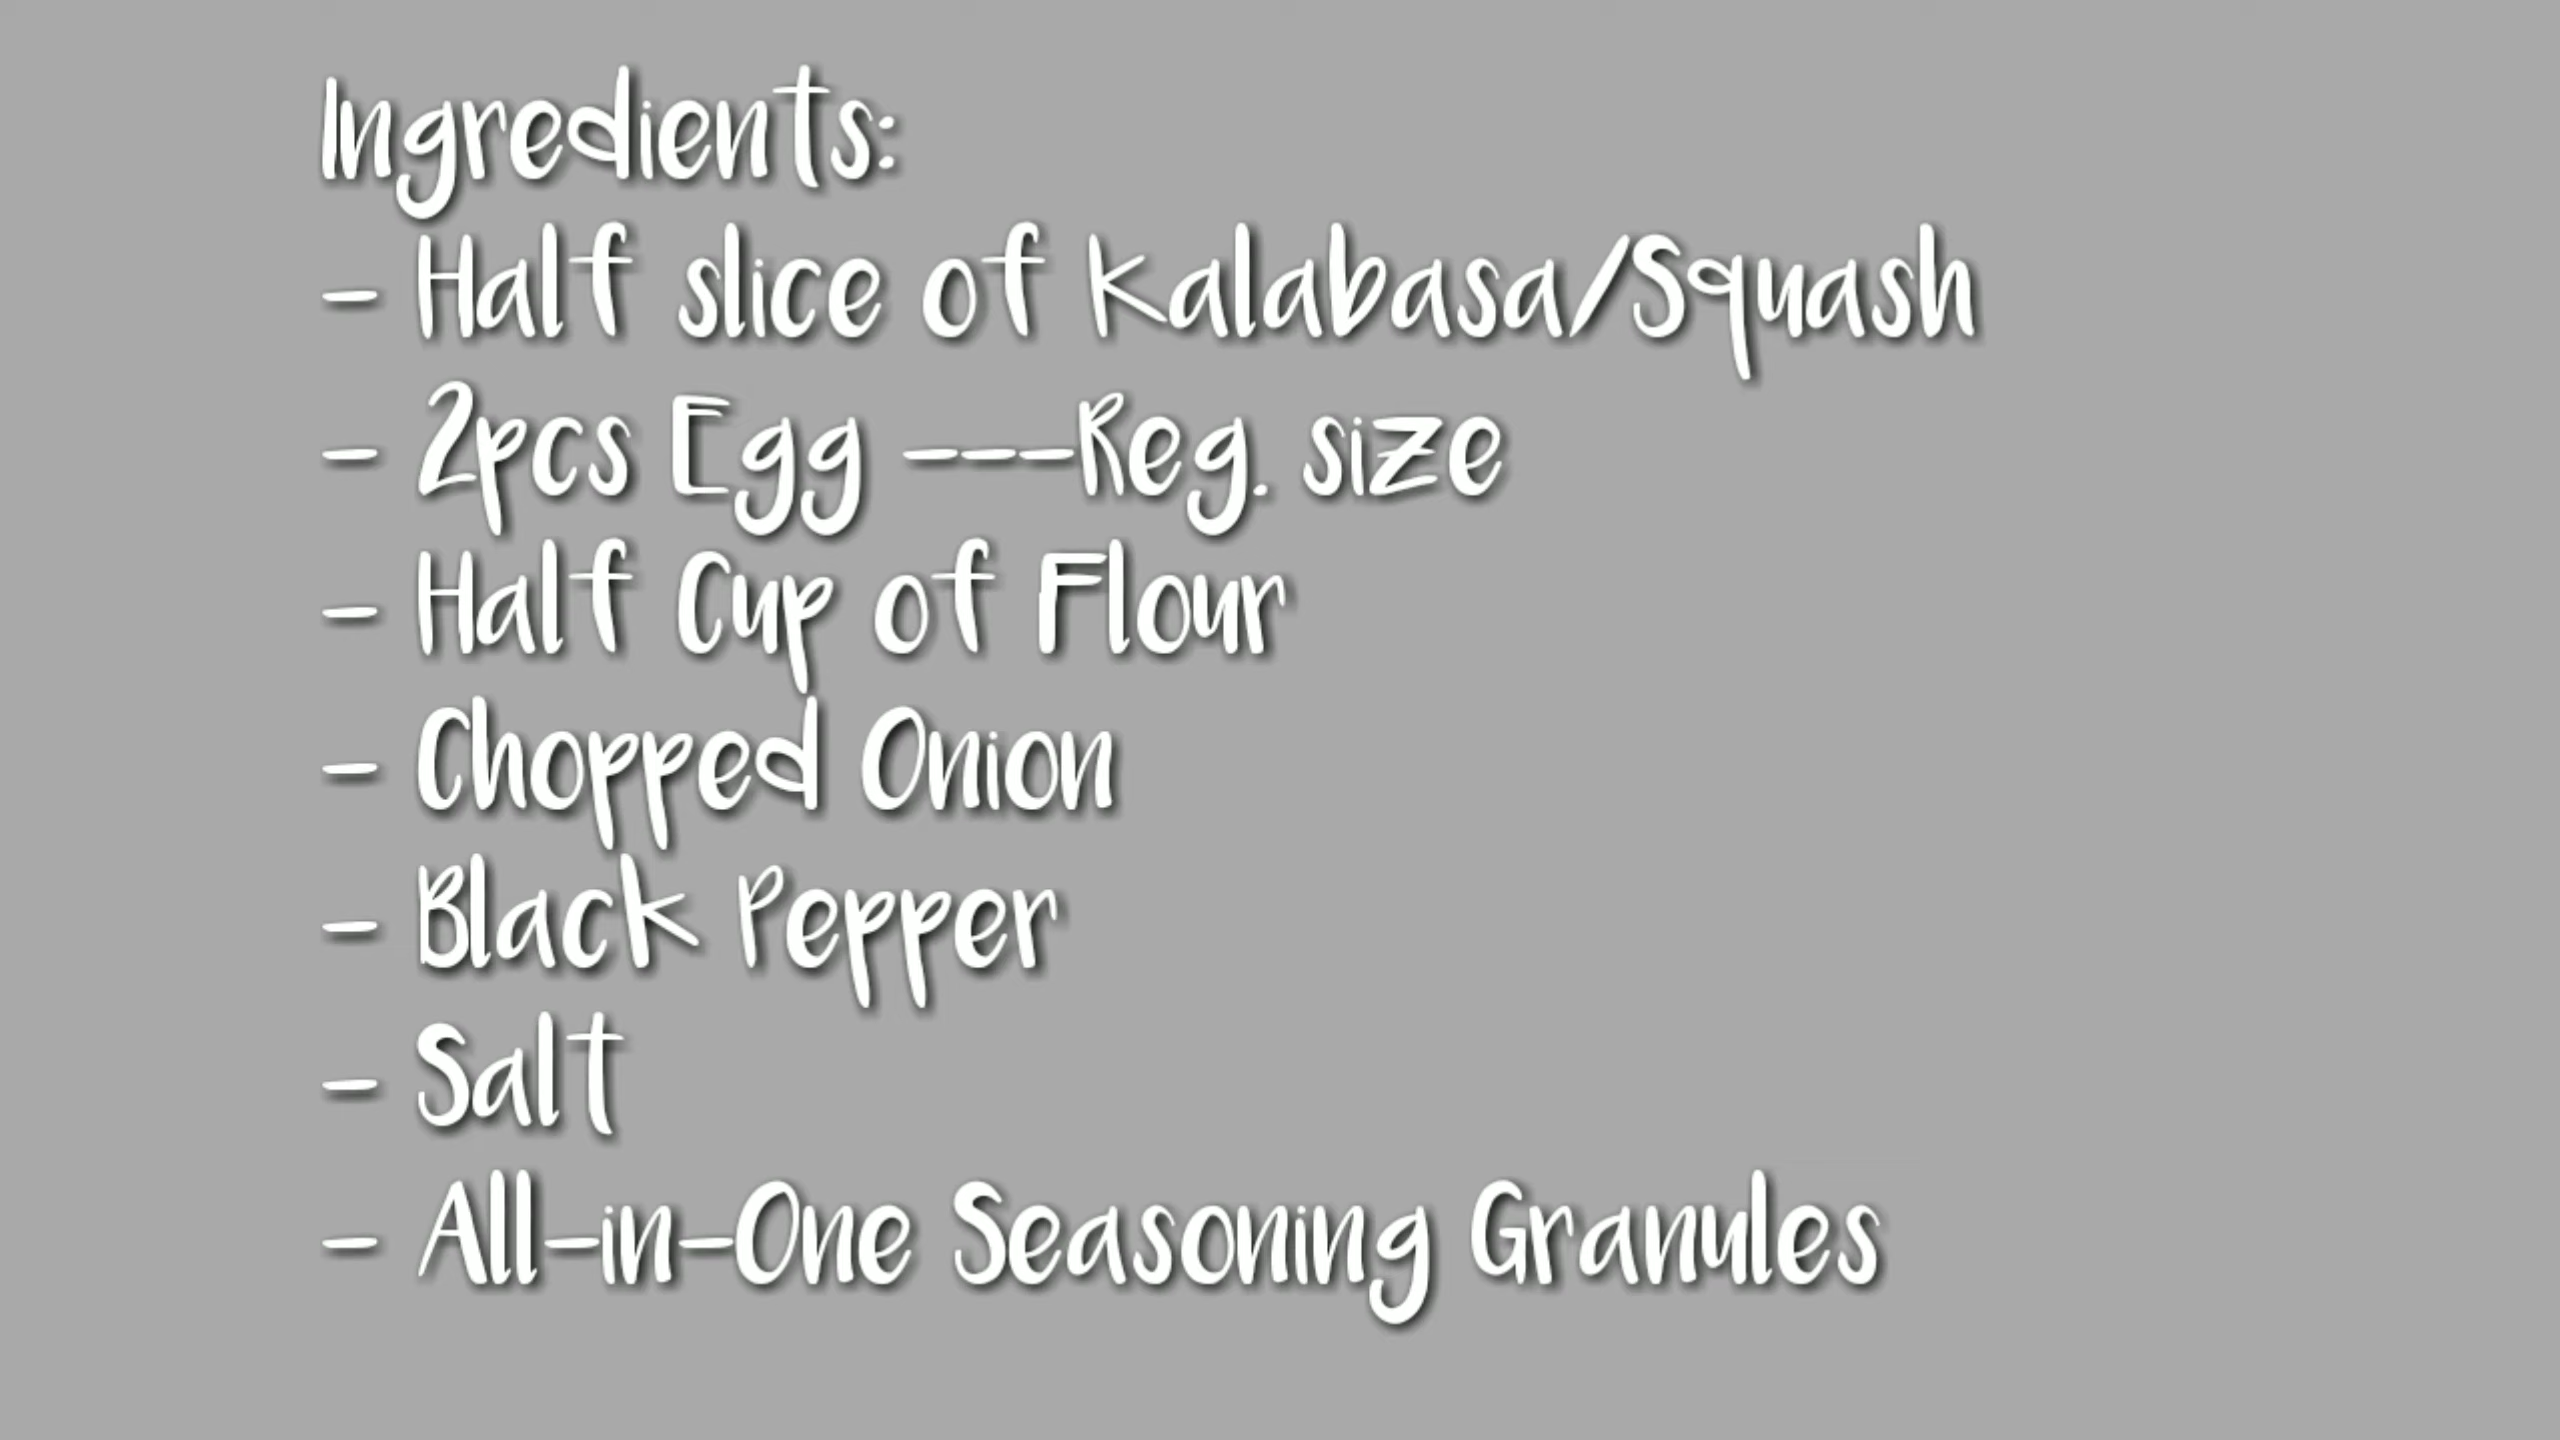 Ingredients:
- Half slice of Kalabasa/Squash
- 2pcs Egg ---Reg. size
- Half Cup of Flour
- Chopped Onion
- Black Pepper
- Salt
- All-in-One Seasoning Granules